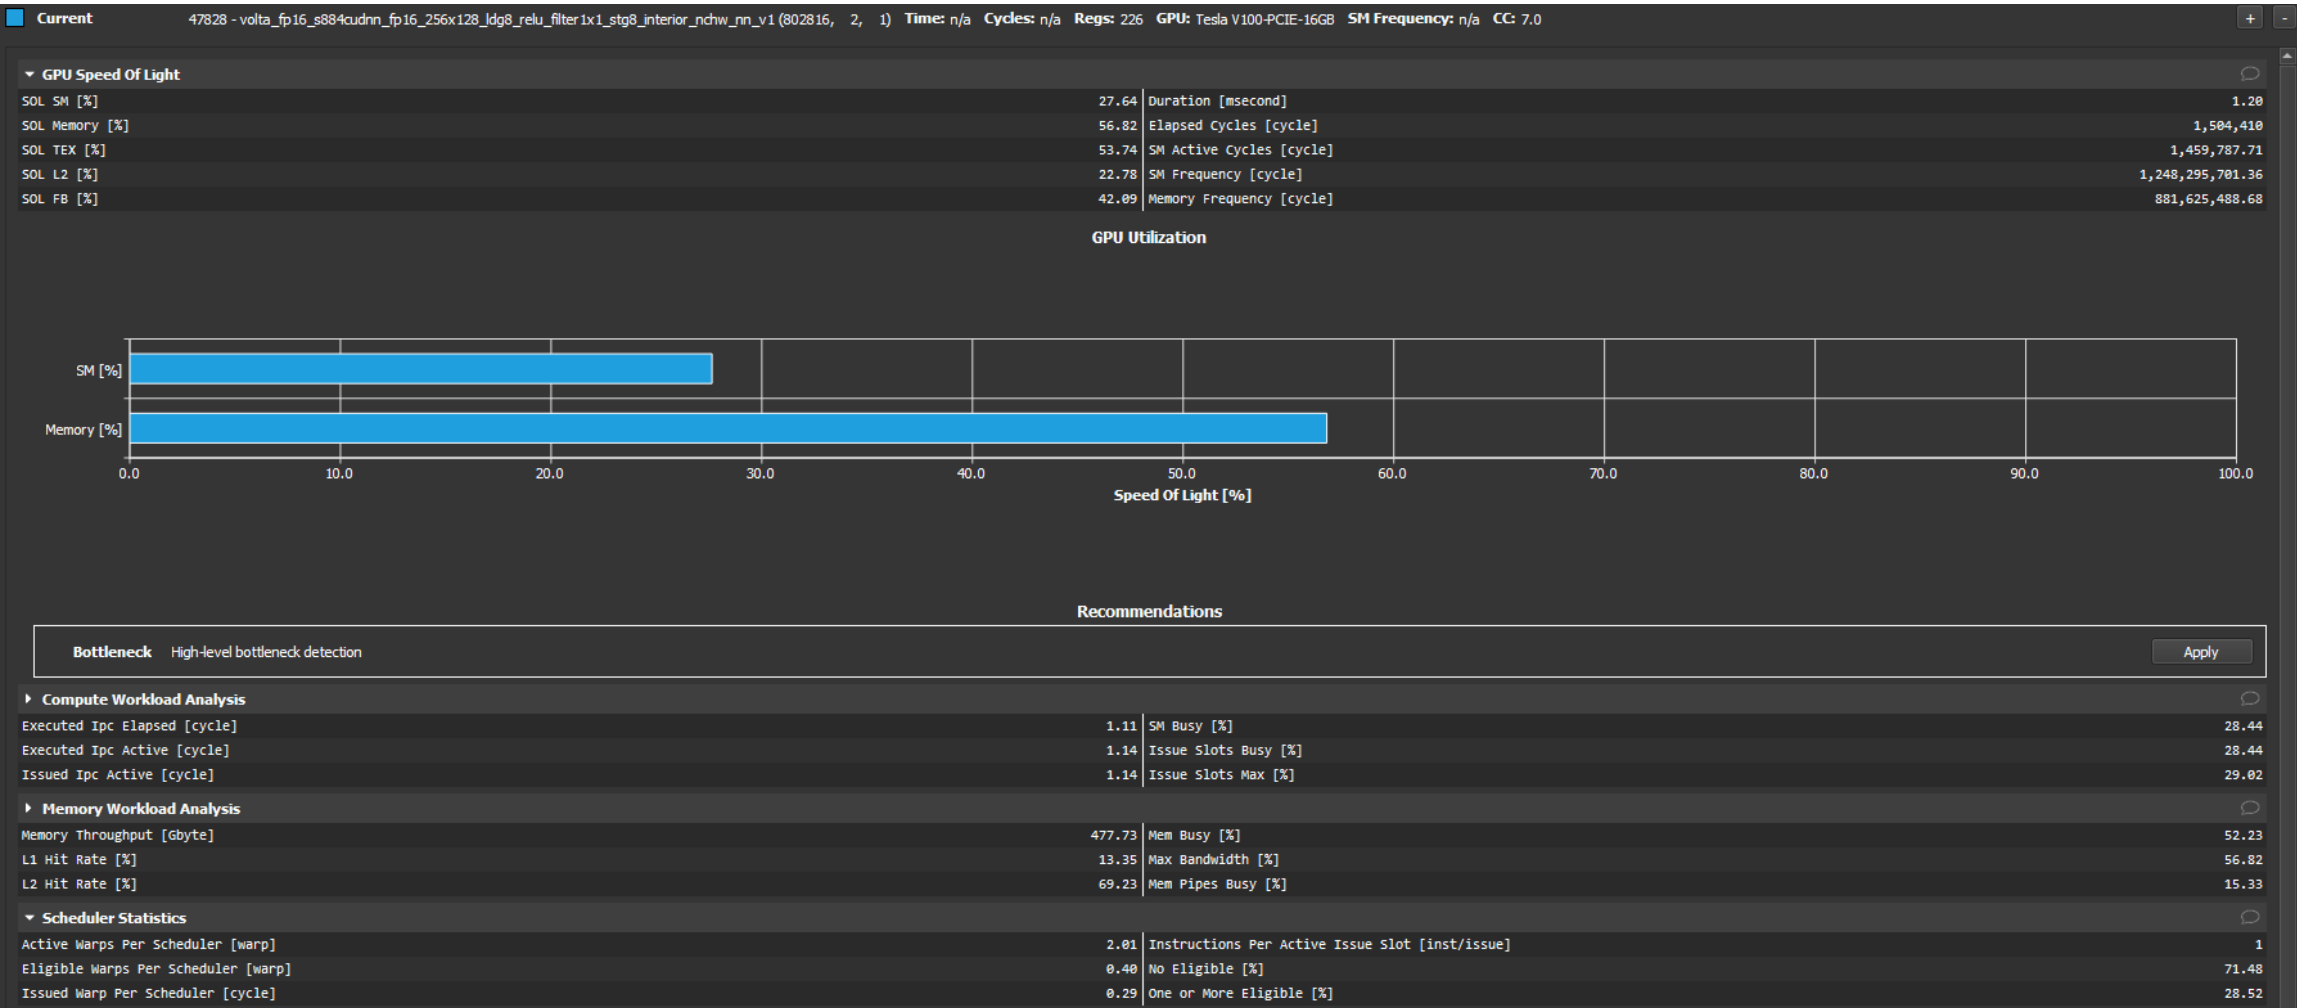 Current 47828 - volta_fp16_s884cudnn_fp16_256x128_ldg8_relu_filter1x1_stg8_interior_nchw_nn_v1 (802816, 2, 1) Time: n/a Cycles: n/a Regs: 226 GPU: Tesla V100-PCIE-16GB SM Frequency: n/a CC: 7.0 + -
GPU Speed Of Light
SOL SM [%] 27.64 Duration [msecond] 1.20
SOL Memory [%] 56.82 Elapsed Cycles [cycle] 1,504,410
SOL TEX [%] 53.74 SM Active Cycles [cycle] 1,459,787.71
SOL L2 [%] 22.78 SM Frequency [cycle] 1,248,295,701.36
SOL FB [%] 42.09 Memory Frequency [cycle] 881,625,488.68
GPU Utilization
SM [%]
Memory [%]
0.0 10.0 20.0 30.0 40.0 50.0 60.0 70.0 80.0 90.0 100.0
Speed Of Light [%]
Recommendations
Bottleneck High-level bottleneck detection Apply
Compute Workload Analysis
Executed Ipc Elapsed [cycle] 1.11 SM Busy [%] 28.44
Executed Ipc Active [cycle] 1.14 Issue Slots Busy [%] 28.44
Issued Ipc Active [cycle] 1.14 Issue Slots Max [%] 29.02
Memory Workload Analysis
Memory Throughput [Gbyte] 477.73 Mem Busy [%] 52.23
L1 Hit Rate [%] 13.35 Max Bandwidth [%] 56.82
L2 Hit Rate [%] 69.23 Mem Pipes Busy [%] 15.33
Scheduler Statistics
Active Warps Per Scheduler [warp] 2.01 Instructions Per Active Issue Slot [inst/issue] 1
Eligible Warps Per Scheduler [warp] 0.40 No Eligible [%] 71.48
Issued Warp Per Scheduler [cycle] 0.29 One or More Eligible [%] 28.52